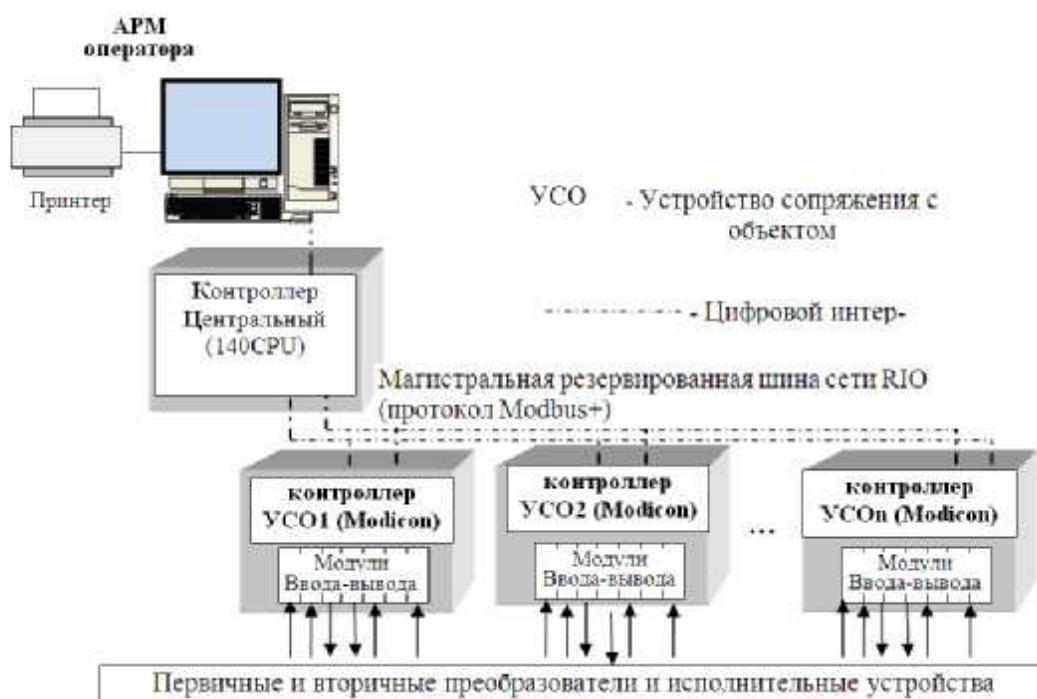 АРМ
оператора
Принтер
УСО - Устройство сопряжения с
объектом
Контроллер
Центральный
(140CPU)
- Цифровой интер-
Магистральная резервированная шина сети RIO
(протокол Modbus+)
контроллер
УСО1 (Modicon)
Модули
Ввода-вывода
контроллер
УСО2 (Modicon)
Модули
Ввода-вывода
...
контроллер
УСОn (Modicon)
Модули
Ввода-вывода
Первичные и вторичные преобразователи и исполнительные устройства